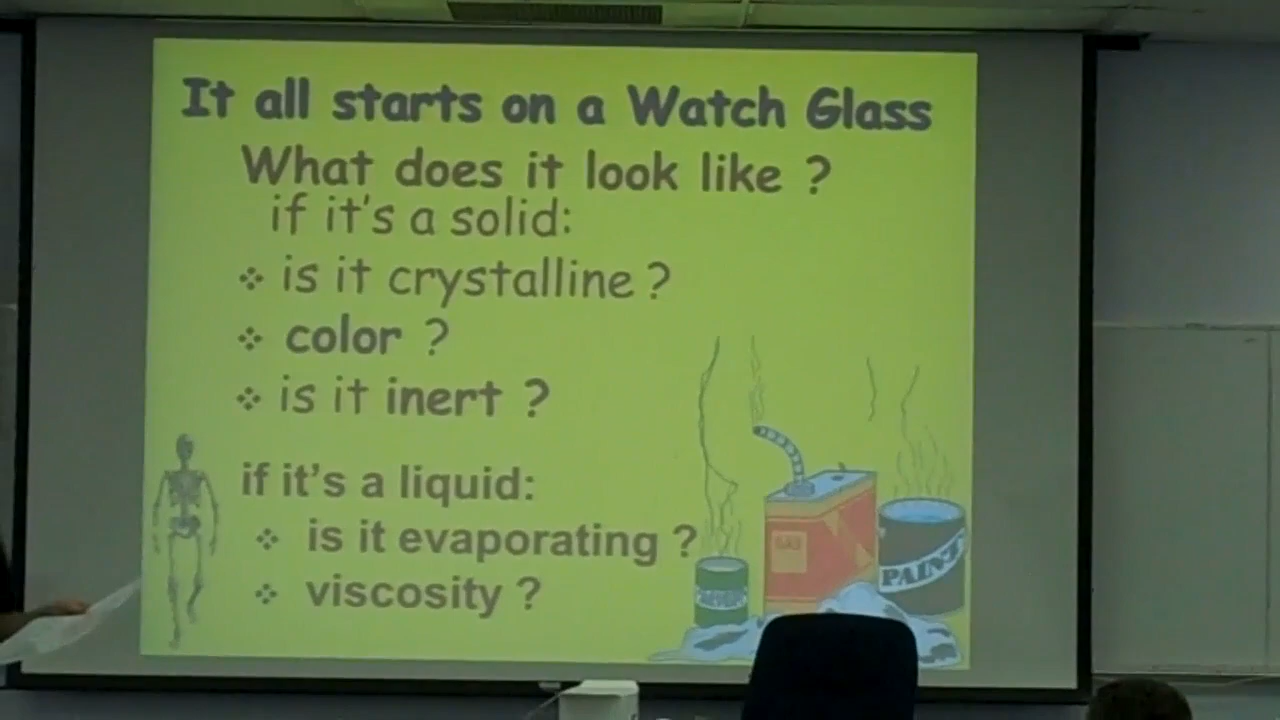 It all starts on a Watch Glass
What does it look like ?
if it's a solid:
❖ is it crystalline ?
❖ color ?
❖ is it inert ?
if it's a liquid:
❖ is it evaporating ?
❖ viscosity ?
GAS
PAINT